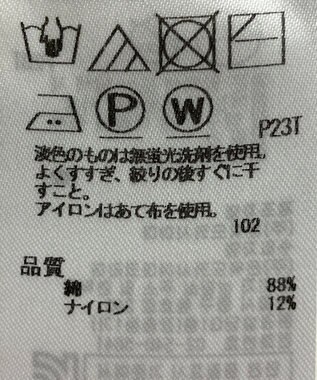 P W
P23T
淡色のものは無蛍光洗剤を使用。
よくすすぎ、絞りの後すぐに干
すこと。
アイロンはあて布を使用。
102
品質
綿 88%
ナイロン 12%